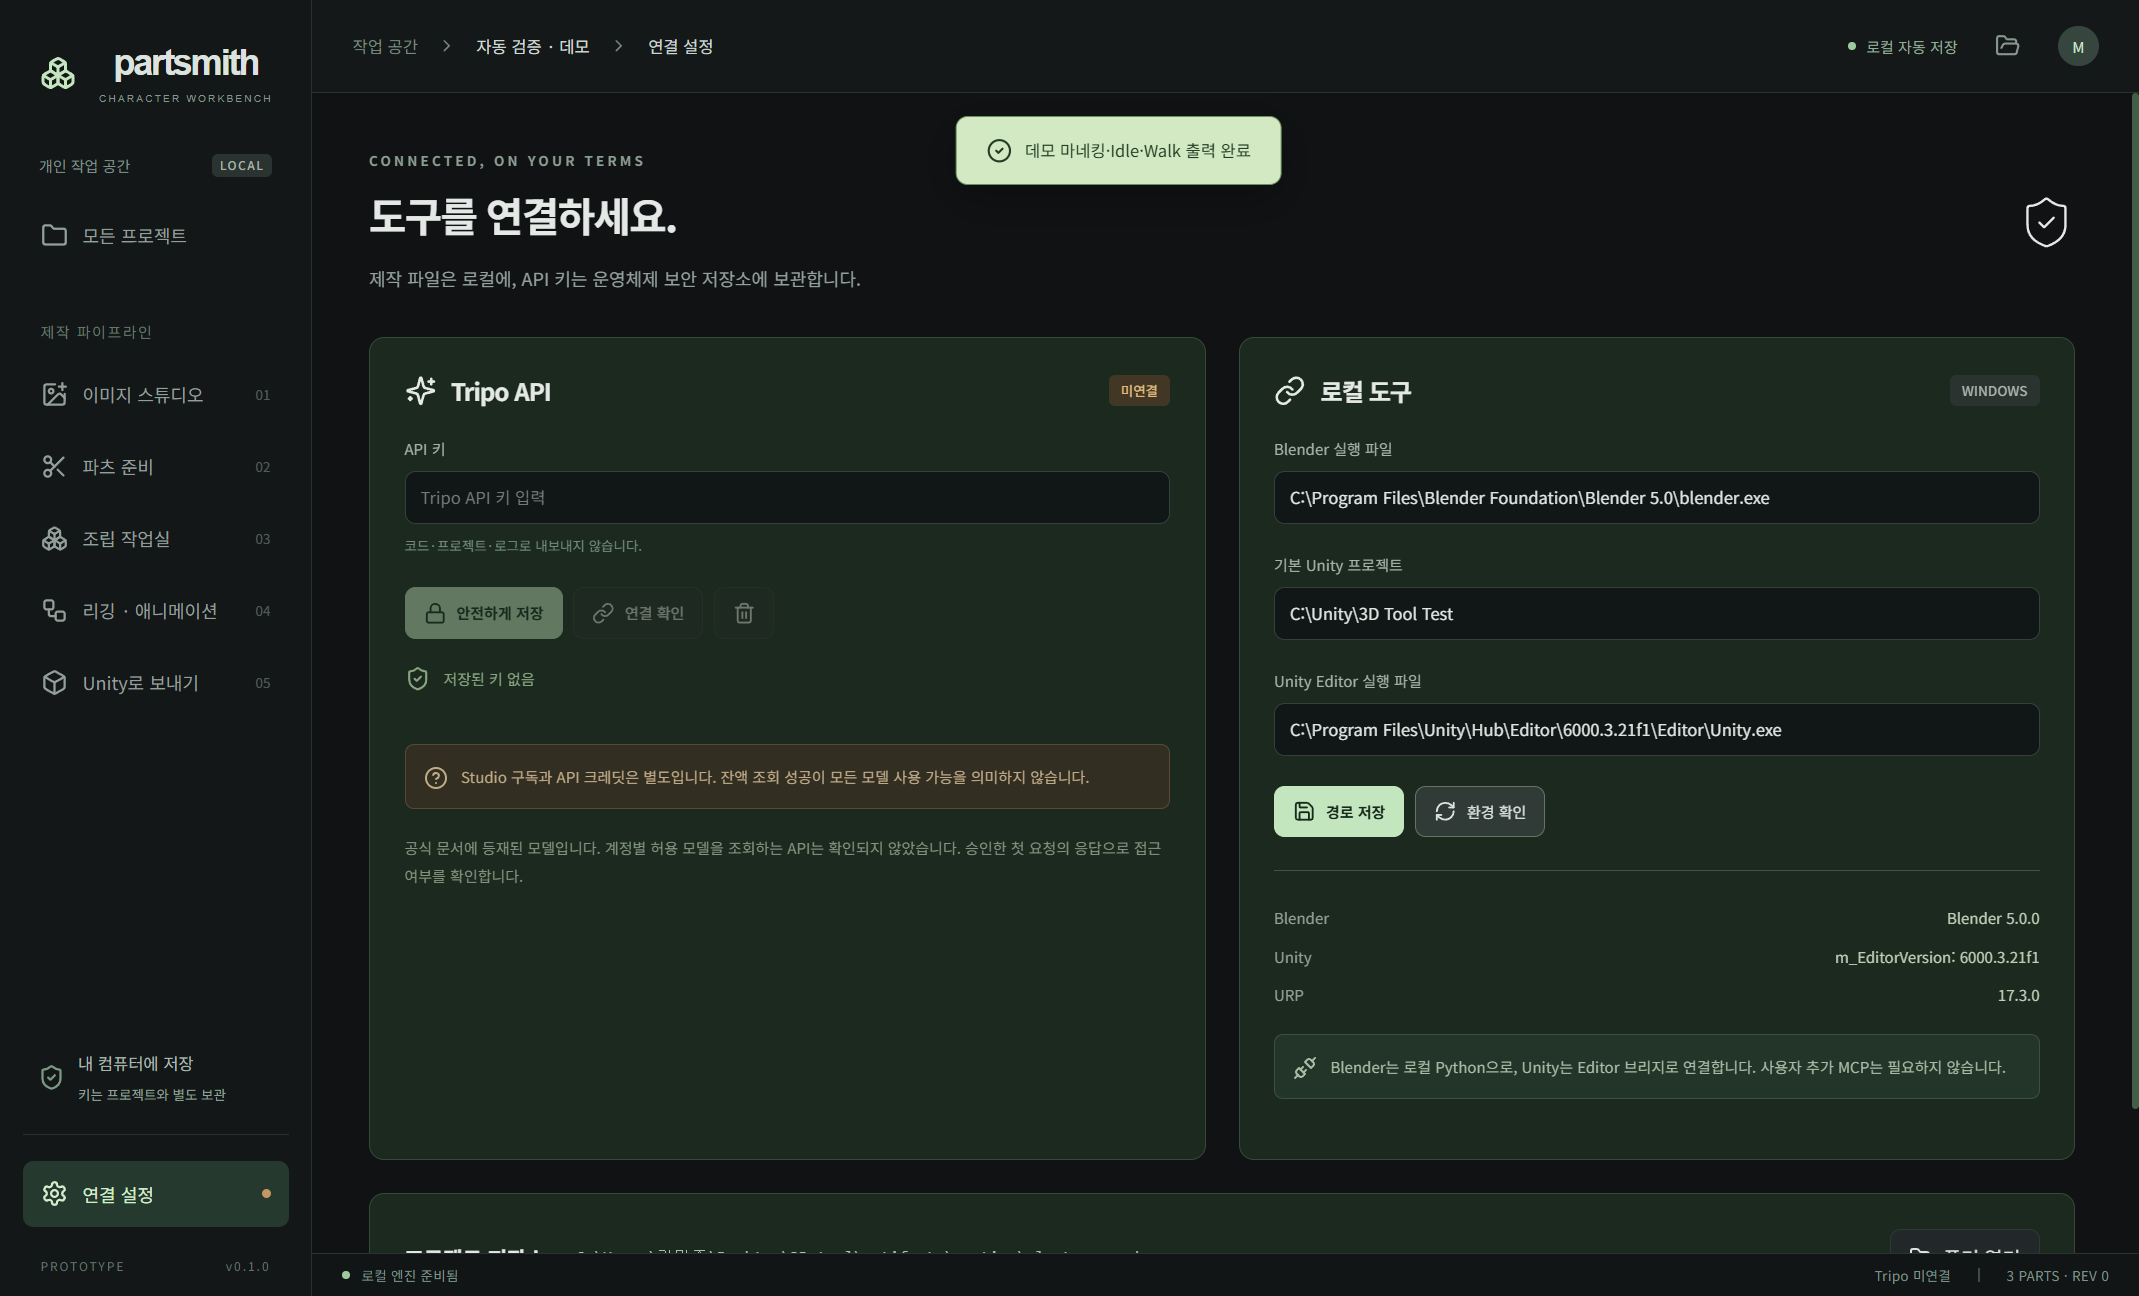 partsmith
CHARACTER WORKBENCH
개인 작업 공간
LOCAL
모든 프로젝트
제작 파이프라인
이미지 스튜디오 01
파츠 준비 02
조립 작업실 03
리깅 · 애니메이션 04
Unity로 보내기 05
내 컴퓨터에 저장
키는 프로젝트와 별도 보관
연결 설정
PROTOTYPE v0.1.0
작업 공간 > 자동 검증 · 데모 > 연결 설정
로컬 자동 저장
M
데모 마네킹·Idle·Walk 출력 완료
CONNECTED, ON YOUR TERMS
도구를 연결하세요.
제작 파일은 로컬에, API 키는 운영체제 보안 저장소에 보관합니다.
Tripo API
미연결
API 키
Tripo API 키 입력
코드·프로젝트·로그로 내보내지 않습니다.
안전하게 저장
연결 확인
저장된 키 없음
Studio 구독과 API 크레딧은 별도입니다. 잔액 조회 성공이 모든 모델 사용 가능을 의미하지 않습니다.
공식 문서에 등재된 모델입니다. 계정별 허용 모델을 조회하는 API는 확인되지 않았습니다. 승인한 첫 요청의 응답으로 접근
여부를 확인합니다.
로컬 도구
WINDOWS
Blender 실행 파일
C:\Program Files\Blender Foundation\Blender 5.0\blender.exe
기본 Unity 프로젝트
C:\Unity\3D Tool Test
Unity Editor 실행 파일
C:\Program Files\Unity\Hub\Editor\6000.3.21f1\Editor\Unity.exe
경로 저장
환경 확인
Blender Blender 5.0.0
Unity m_EditorVersion: 6000.3.21f1
URP 17.3.0
Blender는 로컬 Python으로, Unity는 Editor 브리지로 연결합니다. 사용자 추가 MCP는 필요하지 않습니다.
로컬 엔진 준비됨
Tripo 미연결 | 3 PARTS · REV 0